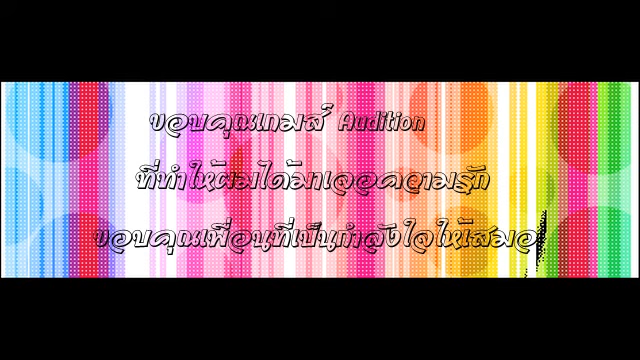 ขอบคุณเกมส์ Audition
ที่ทำให้ผมได้มาเจอความรัก
ขอบคุณเพื่อนที่เป็นกำลังใจให้เสมอ